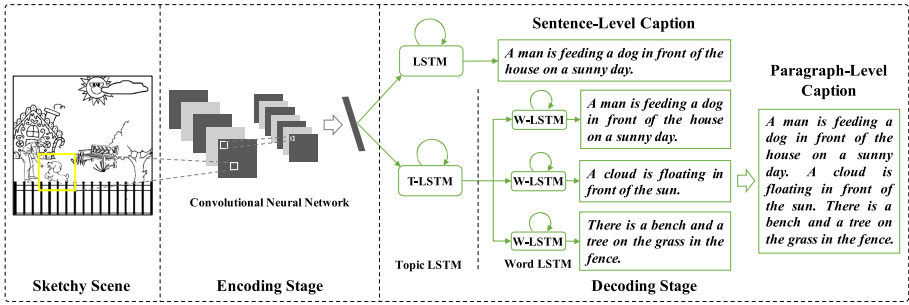 Sentence-Level Caption
LSTM
A man is feeding a dog in front of the
house on a sunny day.
Paragraph-Level
Caption
W-LSTM
A man is feeding a dog
in front of the house
on a sunny day.
A man is feeding a
dog in front of the
house on a sunny
day. A cloud is
floating in front of
the sun. There is a
bench and a tree on
the grass in the fence.
T-LSTM
W-LSTM
A cloud is floating in
front of the sun.
Convolutional Neural Network
W-LSTM
There is a bench and a
tree on the grass in the
fence.
Topic LSTM
Word LSTM
Sketchy Scene
Encoding Stage
Decoding Stage